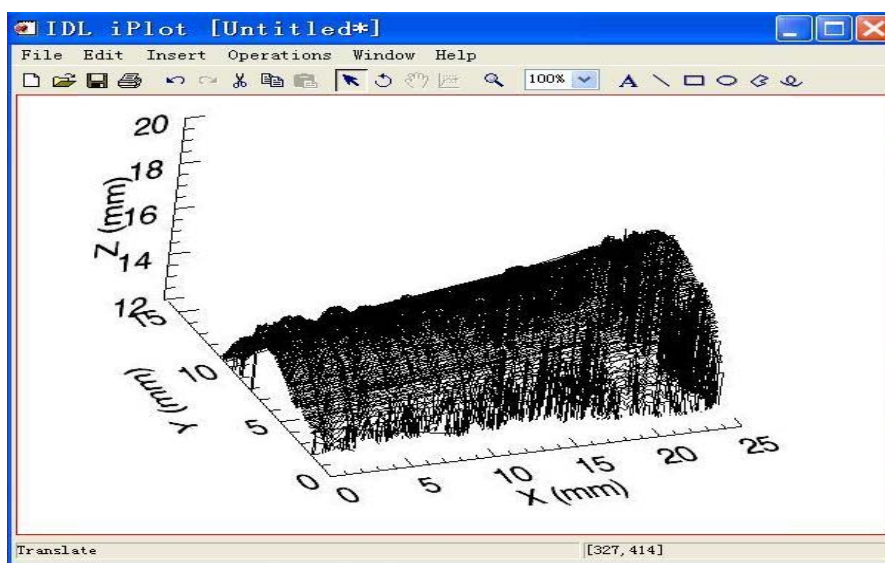 IDL iPlot [Untitled*]
File Edit Insert Operations Window Help
100% A
20
18
16
14
12
Z (mm)
15
10
5
0
Y (mm)
0 5 10 15 20 25
X (mm)
Translate [327,414]